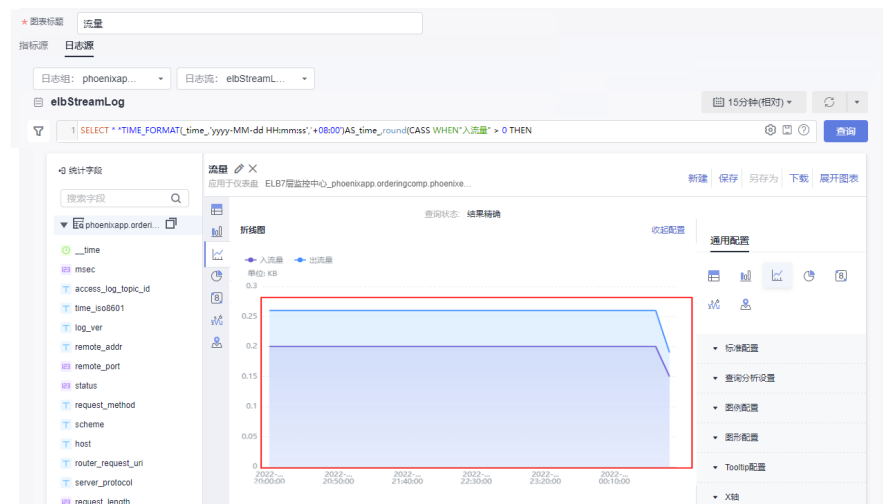 * 图表标题 流量
指标源 日志源
日志组: phoenixap... 日志流: elbStreamL...
elbStreamLog 15分钟(相对)
1 SELECT * *TIME_FORMAT(_time_,'yyyy-MM-dd HH:mm:ss','+08:00')AS_time_,round(CASS WHEN"入流量" > 0 THEN 查询
统计字段
搜索字段
phoenixapp.orderi...
__time
msec
access_log_topic_id
time_iso8601
log_ver
remote_addr
remote_port
status
request_method
scheme
host
router_request_uri
server_protocol
request_length
流量
应用于仪表盘 ELB7层监控中心_phoenixapp.orderingcomp.phoenixe...
新建 保存 另存为 下载 展开图表
查询状态: 结果精确
折线图 收起配置
入流量 出流量
单位: KB
0.3
0.25
0.2
0.15
0.1
0.05
0
2022-... 2022-... 2022-... 2022-... 2022-... 2022-...
20:00:00 20:50:00 21:40:00 22:30:00 23:20:00 00:10:00
通用配置
标准配置
查询分析设置
图例配置
图形配置
Tooltip配置
X轴